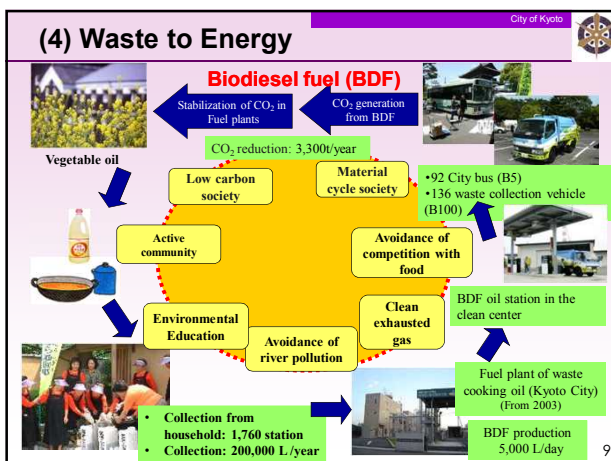 City of Kyoto
(4) Waste to Energy
Biodiesel fuel (BDF)
Stabilization of CO₂ in
Fuel plants
CO₂ generation
from BDF
Vegetable oil
CO₂ reduction: 3,300t/year
Low carbon
society
Material
cycle society
•92 City bus (B5)
•136 waste collection vehicle
(B100)
Active
community
Avoidance of
competition with
food
BDF oil station in the
clean center
Environmental
Education
Avoidance of
river pollution
Clean
exhausted
gas
Fuel plant of waste
cooking oil (Kyoto City)
(From 2003)
• Collection from
household: 1,760 station
• Collection: 200,000 L /year
BDF production
5,000 L/day
9